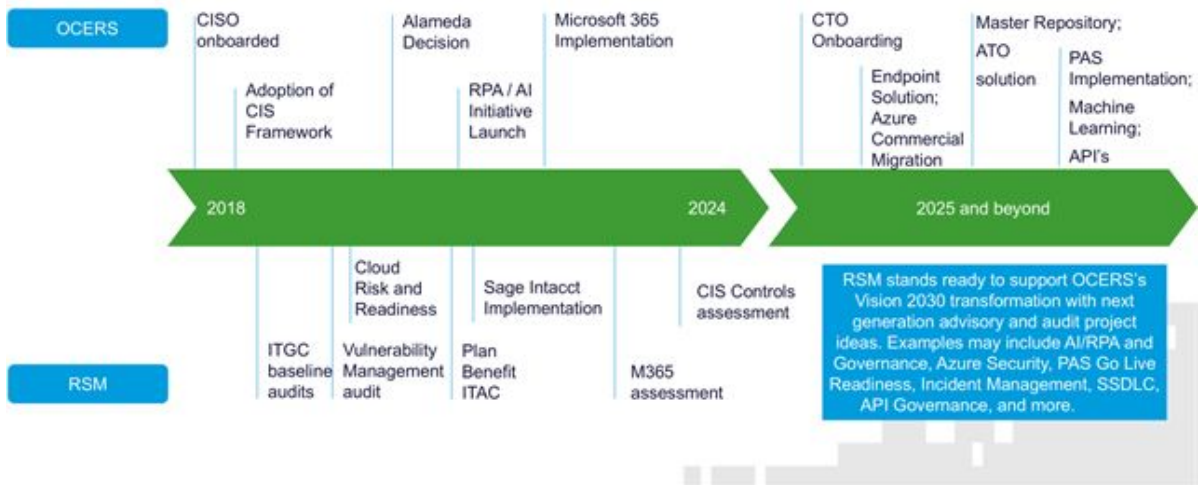 OCERS
CISO
onboarded
Adoption of
CIS
Framework
Alameda
Decision
RPA / AI
Initiative
Launch
Microsoft 365
Implementation
CTO
Onboarding
Endpoint
Solution;
Azure
Commercial
Migration
Master Repository;
ATO
solution
PAS
Implementation;
Machine
Learning;
API's
2018
2024
2025 and beyond
RSM
ITGC
baseline
audits
Cloud
Risk and
Readiness
Vulnerability
Management
audit
Sage Intacct
Implementation
Plan
Benefit
ITAC
M365
assessment
CIS Controls
assessment
RSM stands ready to support OCERS's
Vision 2030 transformation with next
generation advisory and audit project
ideas. Examples may include AI/RPA and
Governance, Azure Security, PAS Go Live
Readiness, Incident Management, SSDLC,
API Governance, and more.